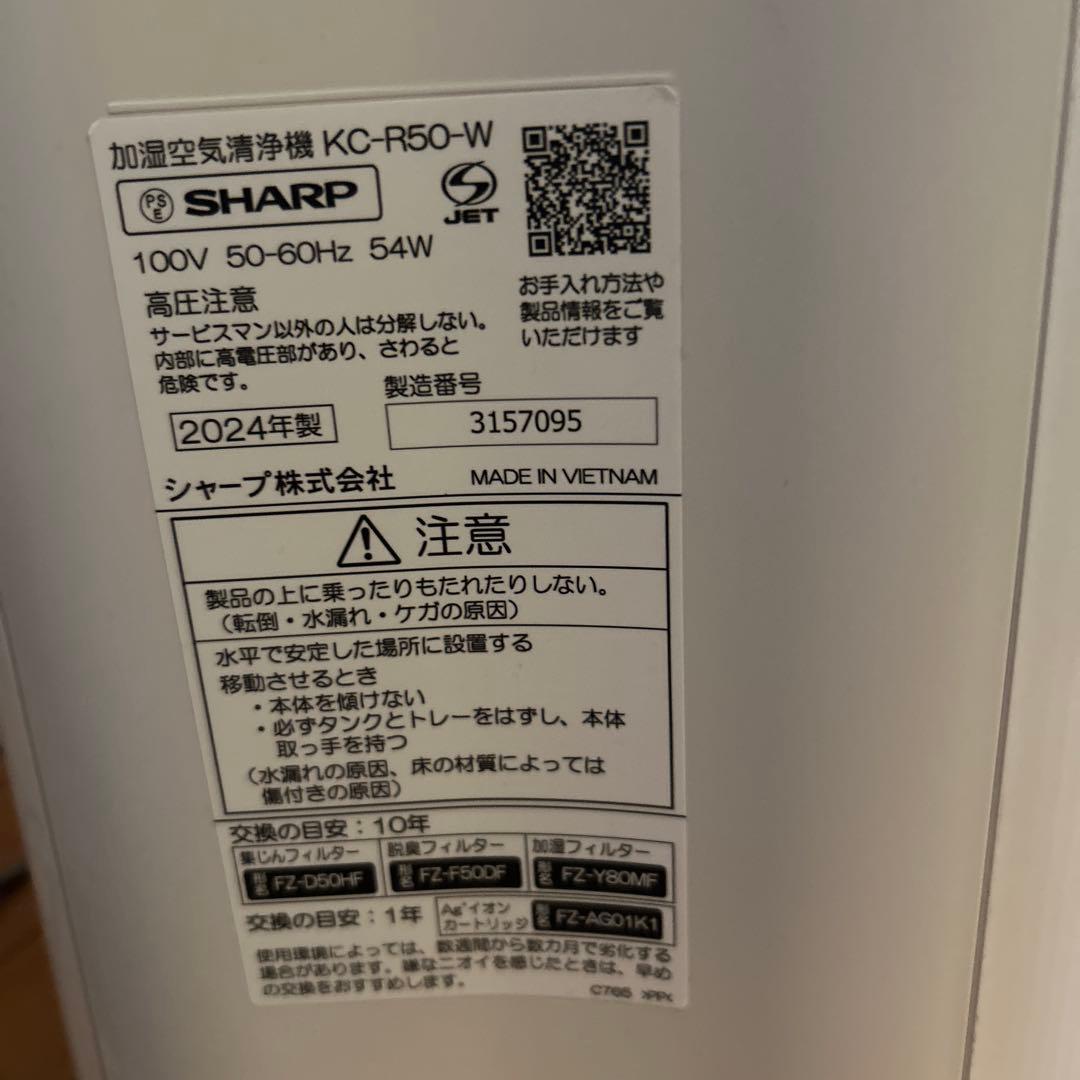 加湿空気清浄機 KC-R50-W
PS
E
SHARP
JET
100V 50-60Hz 54W
お手入れ方法や
製品情報をご覧
いただけます
高圧注意
サービスマン以外の人は分解しない。
内部に高電圧部があり、さわると
危険です。
製造番号
2024年製
3157095
シャープ株式会社
MADE IN VIETNAM
注意
製品の上に乗ったりもたれたりしない。
（転倒・水漏れ・ケガの原因）
水平で安定した場所に設置する
移動させるとき
・本体を傾けない
・必ずタンクとトレーをはずし、本体
取っ手を持つ
（水漏れの原因、床の材質によっては
傷付きの原因）
交換の目安：10年
集じんフィルター
形名 FZ-D50HF
脱臭フィルター
形名 FZ-F50DF
加湿フィルター
形名 FZ-Y80MF
交換の目安：1年
Ag⁺イオン
カートリッジ
形名 FZ-AG01K1
使用環境によっては、数週間から数カ月で劣化する
場合があります。嫌なニオイを感じたときは、早め
の交換をおすすめします。
C765 >PP<